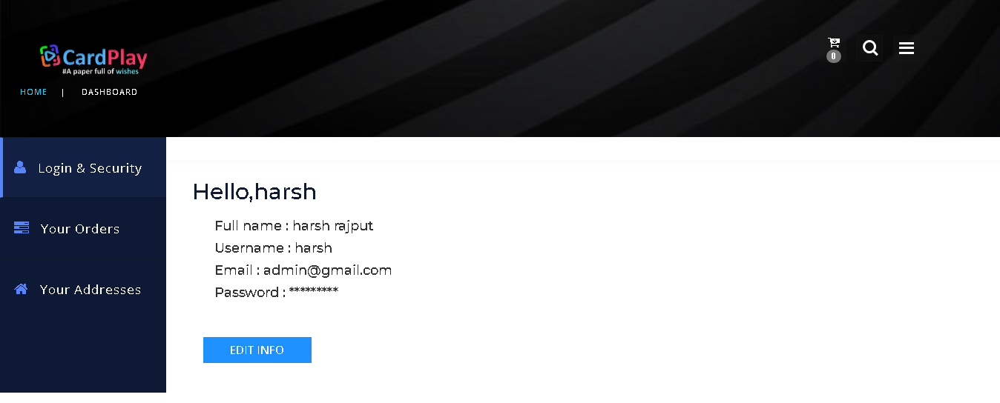 CardPlay
#A paper full of wishes
0
HOME | DASHBOARD
Login & Security
Your Orders
Your Addresses
Hello,harsh
Full name : harsh rajput
Username : harsh
Email : admin@gmail.com
Password : *********
EDIT INFO